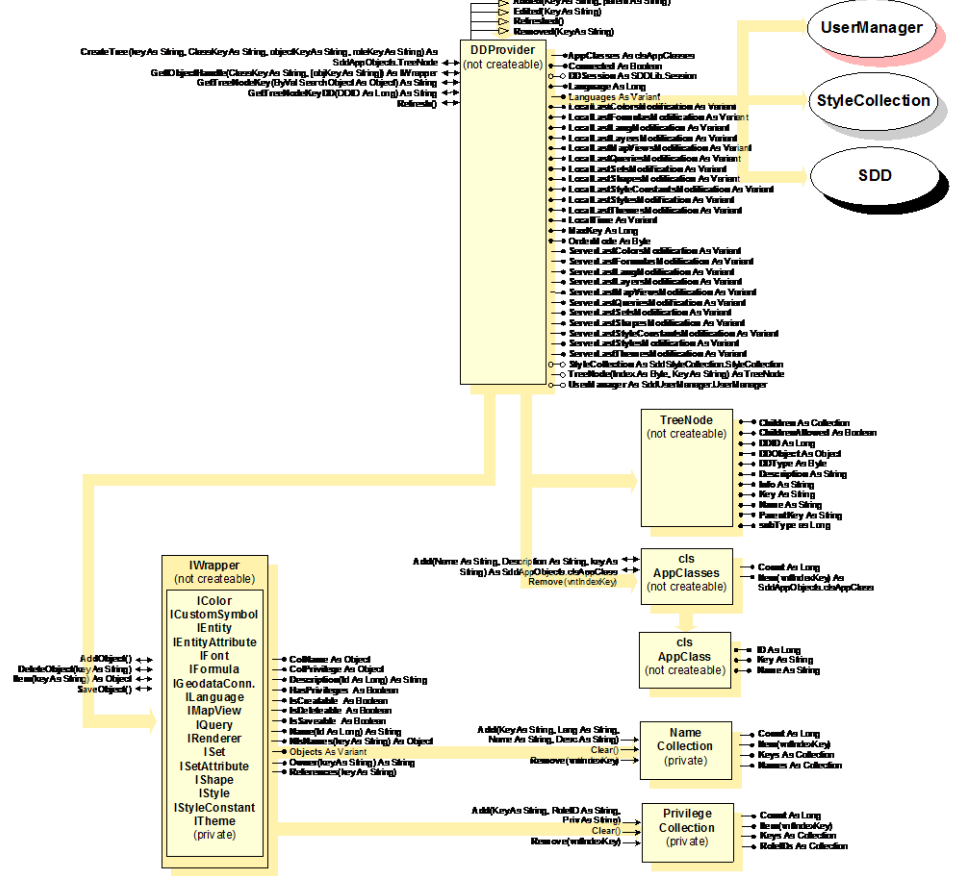 Added(KeyAs String, parent As String)
Edited(KeyAs String)
Refreshed()
Removed(KeyAs String)
UserManager
StyleCollection
SDD
DDProvider
(not createable)
CreateTree(key As String, ClassKey As String, objectKey As String, roleKey As String) As
SddAppObjects.TreeNode
GetIObjectHandle(ClassKey As String, [objKey As String]) As IWrapper
GetTreeNodeKey(ByVal SearchObject As Object) As String
GetTreeNodeKeyDD(DDID As Long) As String
Refresh()
AppClasses As clsAppClasses
Connected As Boolean
DDSession As SDDLib.Session
Language As Long
Languages As Variant
LocalLastColorsModification As Variant
LocalLastFormulasModification As Variant
LocalLastLangModification As Variant
LocalLastLayersModification As Variant
LocalLastMapViewsModification As Variant
LocalLastQueriesModification As Variant
LocalLastSetsModification As Variant
LocalLastShapesModification As Variant
LocalLastStyleConstantsModification As Variant
LocalLastStylesModification As Variant
LocalLastThemesModification As Variant
LocalTime As Variant
MaxKey As Long
OrderMode As Byte
ServerLastColorsModification As Variant
ServerLastFormulasModification As Variant
ServerLastLangModification As Variant
ServerLastLayersModification As Variant
ServerLastMapViewsModification As Variant
ServerLastQueriesModification As Variant
ServerLastSetsModification As Variant
ServerLastShapesModification As Variant
ServerLastStyleConstantsModification As Variant
ServerLastStylesModification As Variant
ServerLastThemesModification As Variant
StyleCollection As SddStyleCollection.StyleCollection
TreeNode(Index As Byte, Key As String) As TreeNode
UserManager As SddUserManager.UserManager
TreeNode
(not createable)
Children As Collection
ChildrenAllowed As Boolean
DDID As Long
DDObject As Object
DDType As Byte
Description As String
Info As String
Key As String
Name As String
ParentKey As String
subType as Long
cls
AppClasses
(not createable)
Add(Name As String, Description As String, key As
String) As SddAppObjects.clsAppClass
Remove(vntIndexKey)
Count As Long
Item(vntIndexKey) As
SddAppObjects.clsAppClass
cls
AppClass
(not createable)
ID As Long
Key As String
Name As String
IWrapper
(not createable)
IColor
ICustomSymbol
IEntity
IEntityAttribute
IFont
IFormula
IGeodataConn.
ILanguage
IMapView
IQuery
IRenderer
ISet
ISetAttribute
IShape
IStyle
IStyleConstant
ITheme
(private)
AddObject()
DeleteObject(key As String)
Item(key As String) As Object
SaveObject()
ColName As Object
ColPrivilege As Object
Description(Id As Long) As String
HasPrivileges As Boolean
IsCreatable As Boolean
IsDeleteable As Boolean
IsSaveable As Boolean
Name(Id As Long) As String
NlsNames(key As String) As Object
Objects As Variant
Owner(key As String) As String
References(key As String)
Name
Collection
(private)
Add(KeyAs String, Lang As String,
Name As String, Desc As String)
Clear()
Remove(vntIndexKey)
Count As Long
Item(vntIndexKey)
Keys As Collection
Names As Collection
Privilege
Collection
(private)
Add(KeyAs String, RoleID As String,
Priv As String)
Clear()
Remove(vntIndexKey)
Count As Long
Item(vntIndexKey)
Keys As Collection
RoleIDs As Collection